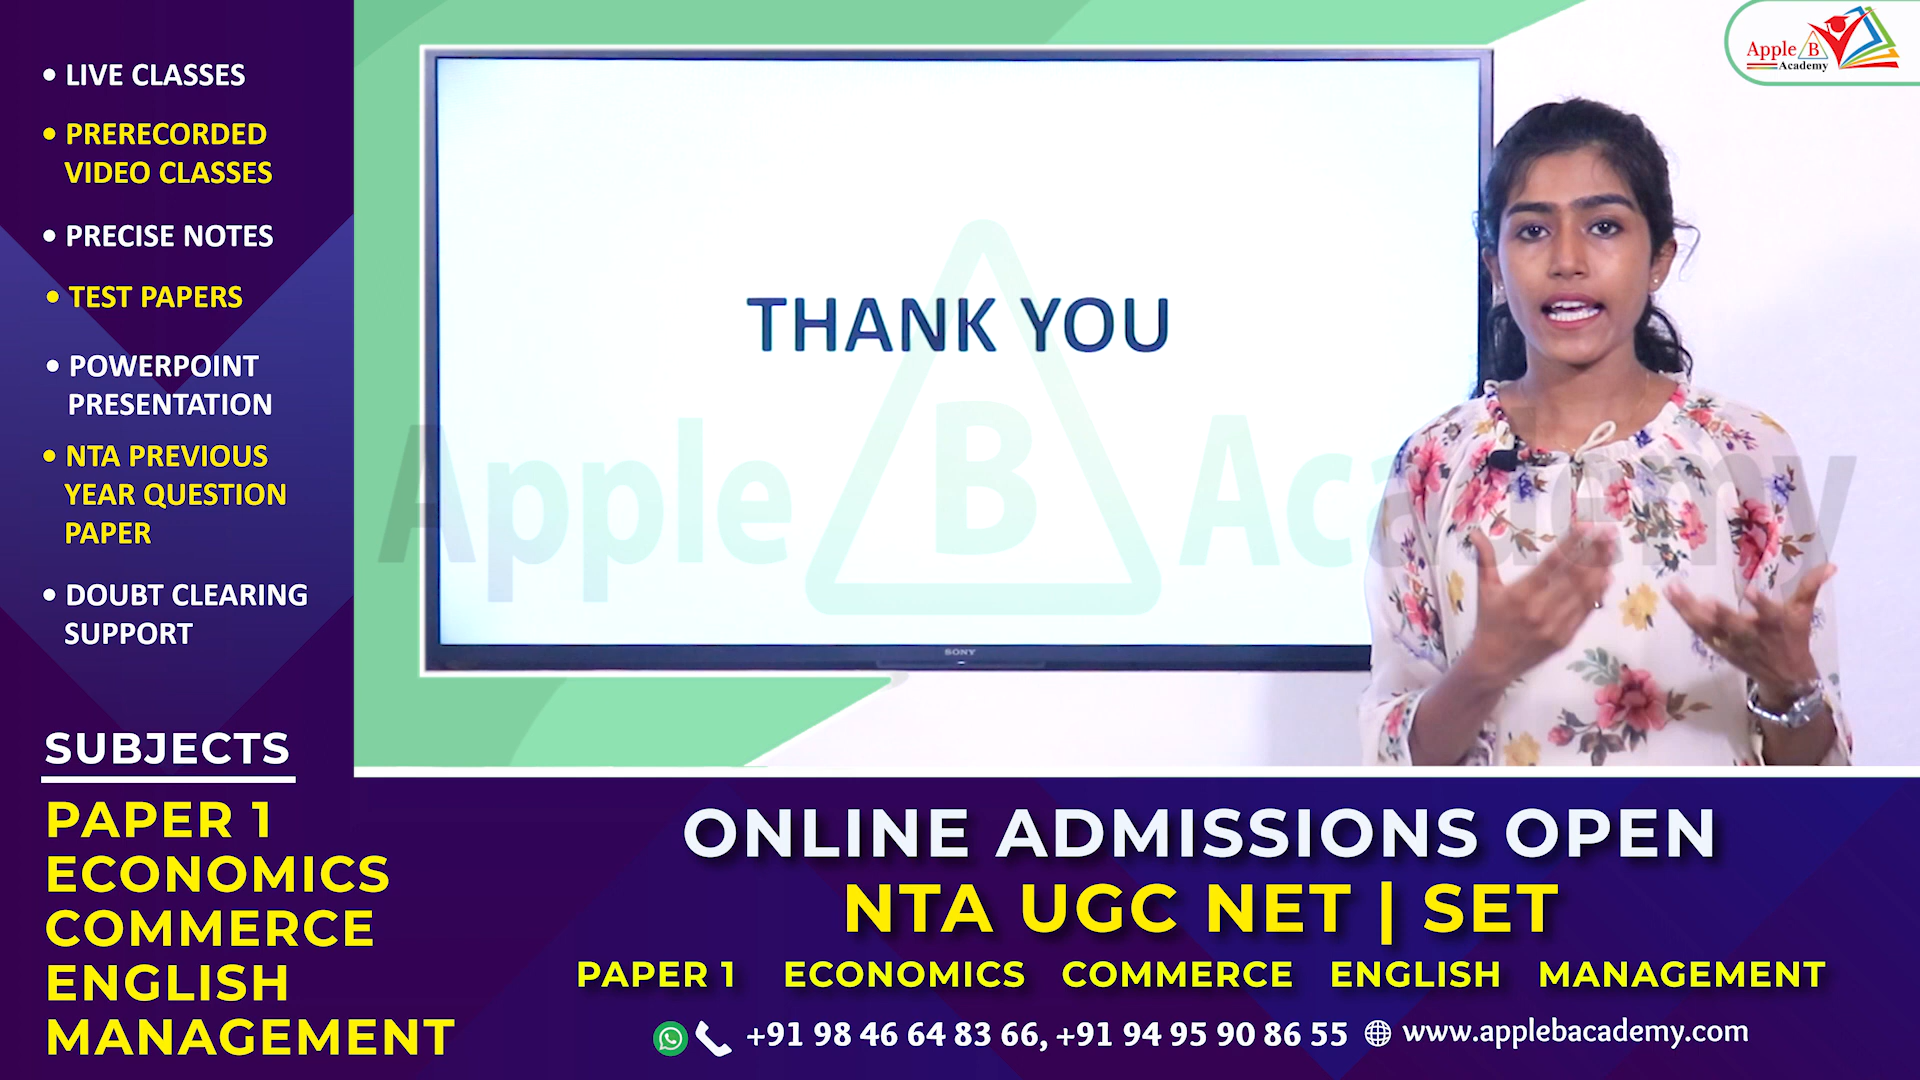 • LIVE CLASSES
• PRERECORDED
VIDEO CLASSES
• PRECISE NOTES
• TEST PAPERS
• POWERPOINT
PRESENTATION
• NTA PREVIOUS
YEAR QUESTION
PAPER
• DOUBT CLEARING
SUPPORT
SUBJECTS
PAPER 1
ECONOMICS
COMMERCE
ENGLISH
MANAGEMENT
Apple B
Academy
THANK YOU
Apple B Academy
SONY
ONLINE ADMISSIONS OPEN
NTA UGC NET | SET
PAPER 1 ECONOMICS COMMERCE ENGLISH MANAGEMENT
+91 98 46 64 83 66, +91 94 95 90 86 55 www.applebacademy.com